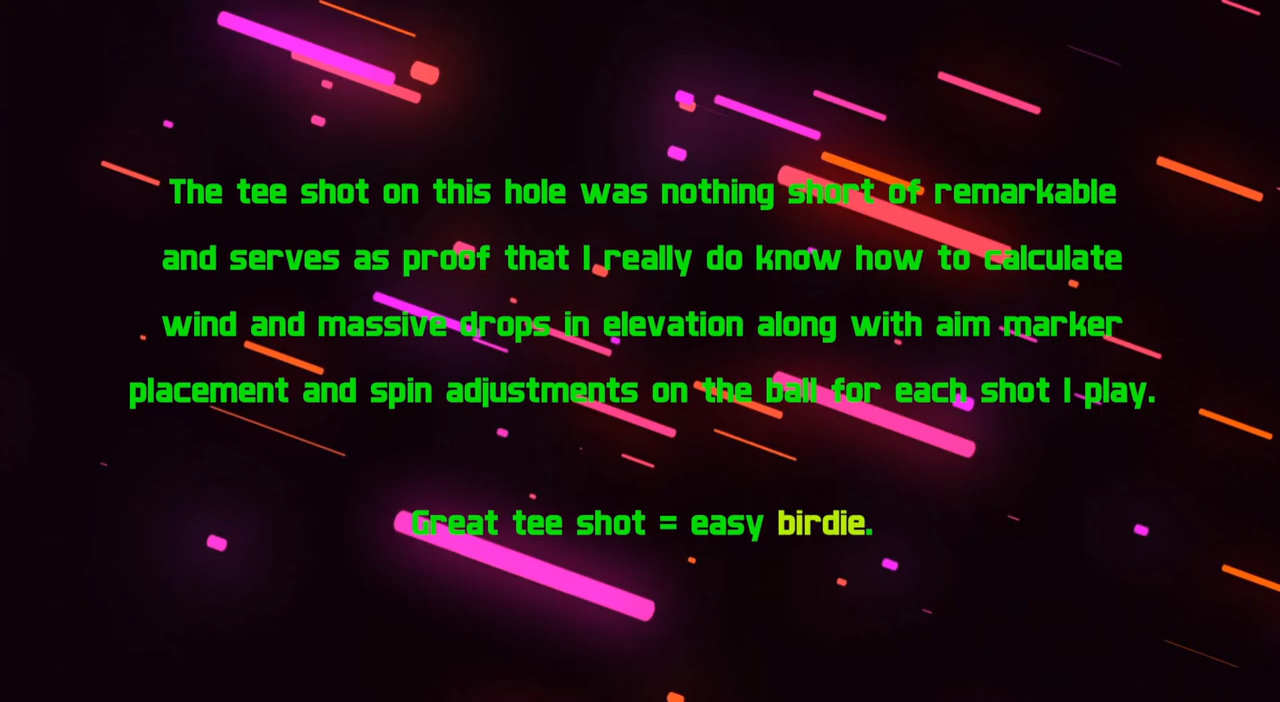 The tee shot on this hole was nothing short of remarkable
and serves as proof that I really do know how to calculate
wind and massive drops in elevation along with aim marker
placement and spin adjustments on the ball for each shot I play.
Great tee shot = easy birdie.